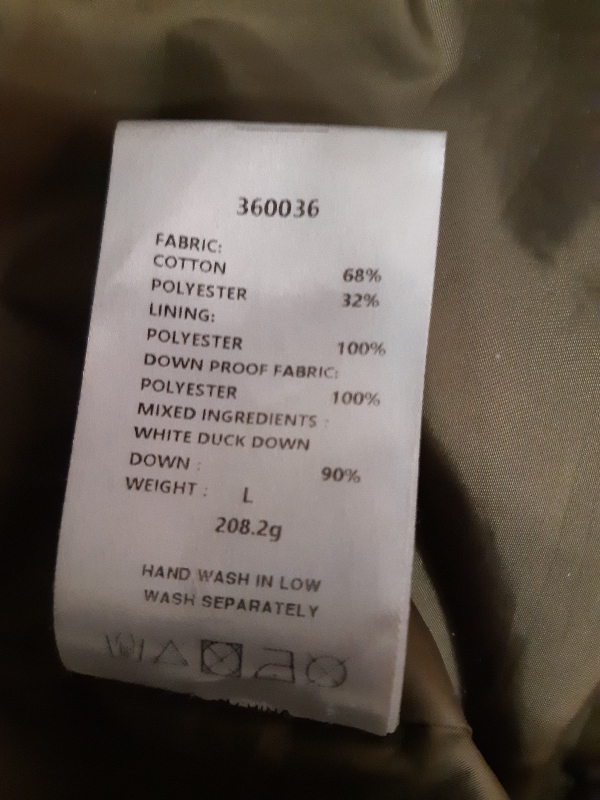 360036
FABRIC:
COTTON 68%
POLYESTER 32%
LINING:
POLYESTER 100%
DOWN PROOF FABRIC:
POLYESTER 100%
MIXED INGREDIENTS :
WHITE DUCK DOWN
DOWN : 90%
WEIGHT : L
208.2g
HAND WASH IN LOW
WASH SEPARATELY